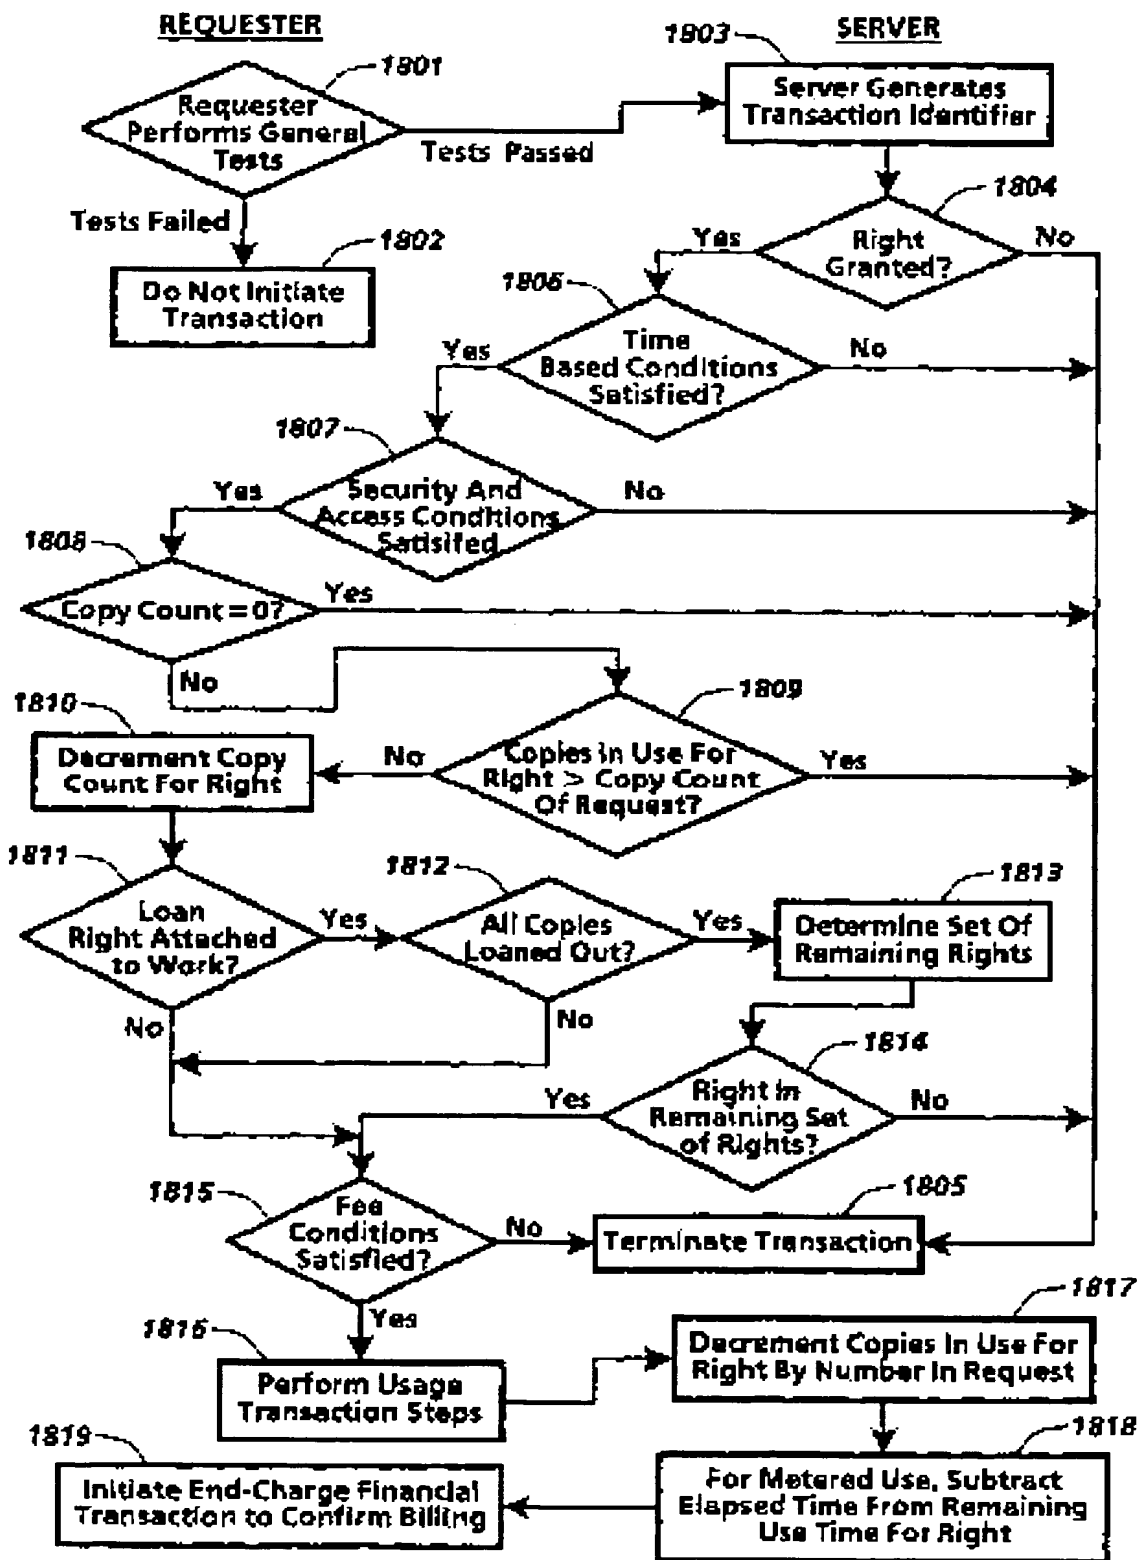 REQUESTER
SERVER
1801
Requester
Performs General
Tests
Tests Passed
Tests Failed
1802
Do Not Initiate
Transaction
1803
Server Generates
Transaction Identifier
1804
Right
Granted?
Yes
No
1806
Time
Based Conditions
Satisfied?
Yes
No
1807
Security And
Access Conditions
Satisifed
Yes
No
1808
Copy Count = 0?
Yes
No
1809
Copies In Use For
Right > Copy Count
Of Request?
No
Yes
1810
Decrement Copy
Count For Right
1811
Loan
Right Attached
to Work?
Yes
No
1812
All Copies
Loaned Out?
Yes
No
1813
Determine Set Of
Remaining Rights
1814
Right In
Remaining Set
of Rights?
Yes
No
1815
Fee
Conditions
Satisfied?
No
Yes
1805
Terminate Transaction
1816
Perform Usage
Transaction Steps
1817
Decrement Copies In Use For
Right By Number In Request
1818
For Metered Use, Subtract
Elapsed Time From Remaining
Use Time For Right
1819
Initiate End-Charge Financial
Transaction to Confirm Billing